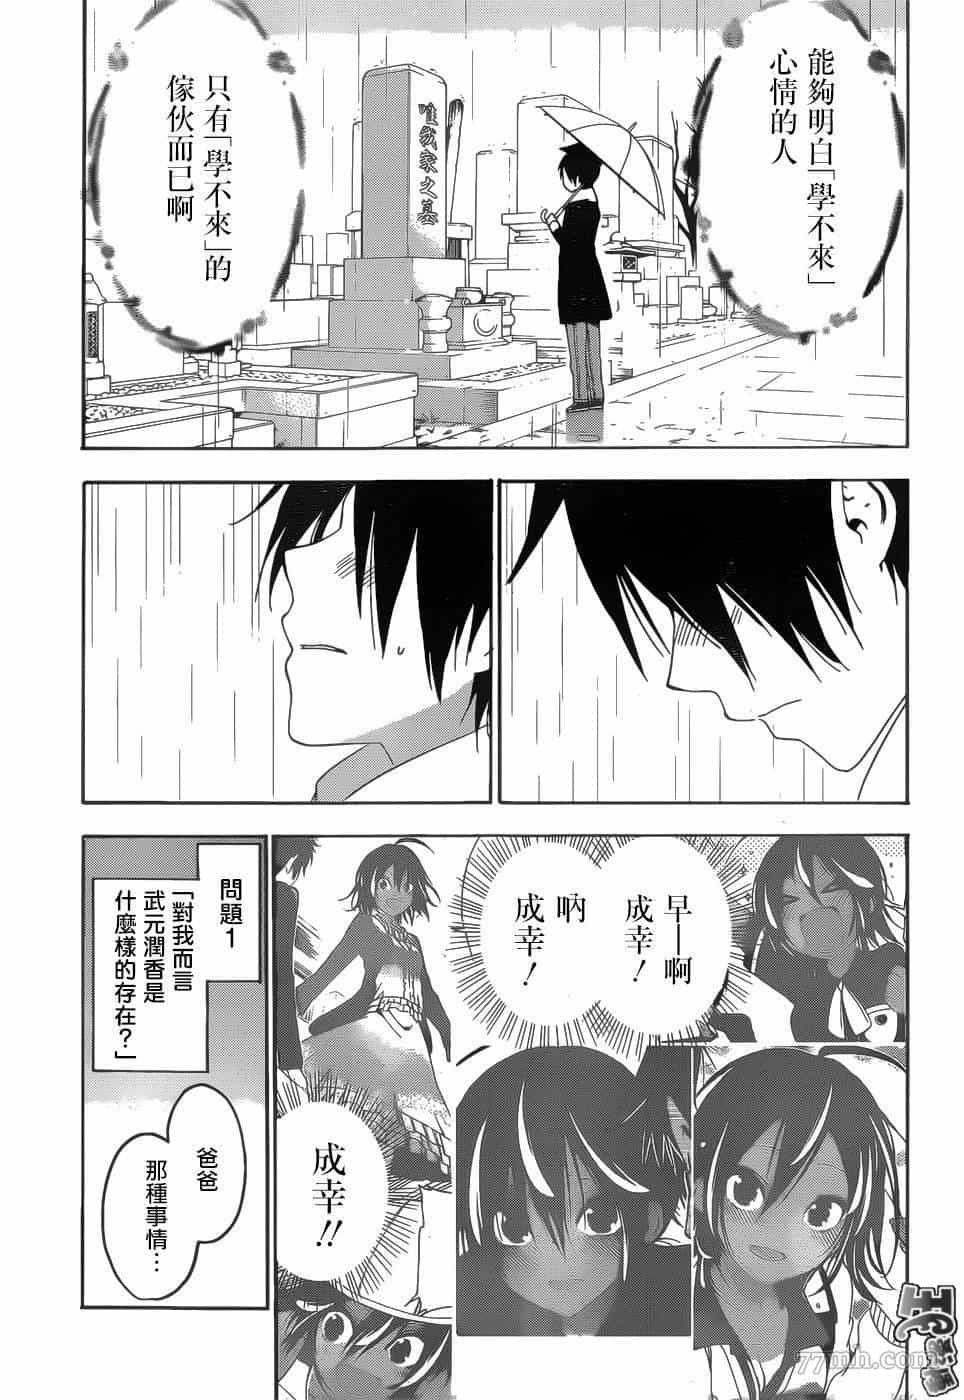 能夠明白「學不來」
心情的人
只有「學不來」的
傢伙而已啊
唯我家之墓
早—啊
成幸！
吶
成幸！
成幸！！
問題1
「對我而言
武元潤香是
什麼樣的存在？」
爸爸
那種事情…
77mh.com